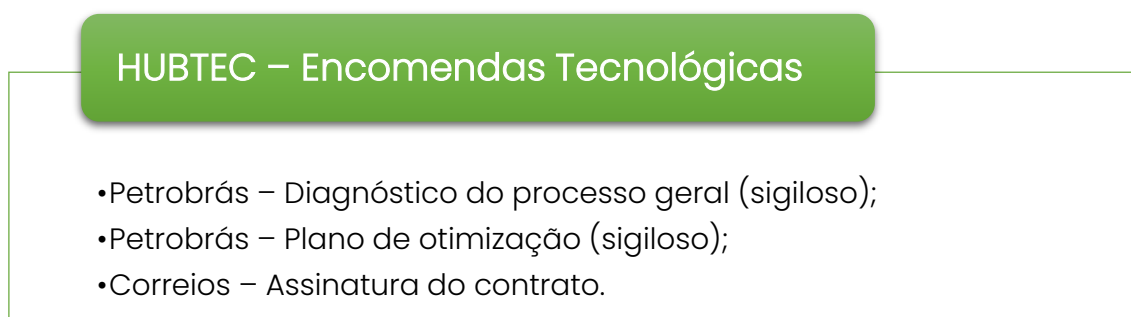 HUBTEC – Encomendas Tecnológicas
•Petrobrás – Diagnóstico do processo geral (sigiloso);
•Petrobrás – Plano de otimização (sigiloso);
•Correios – Assinatura do contrato.